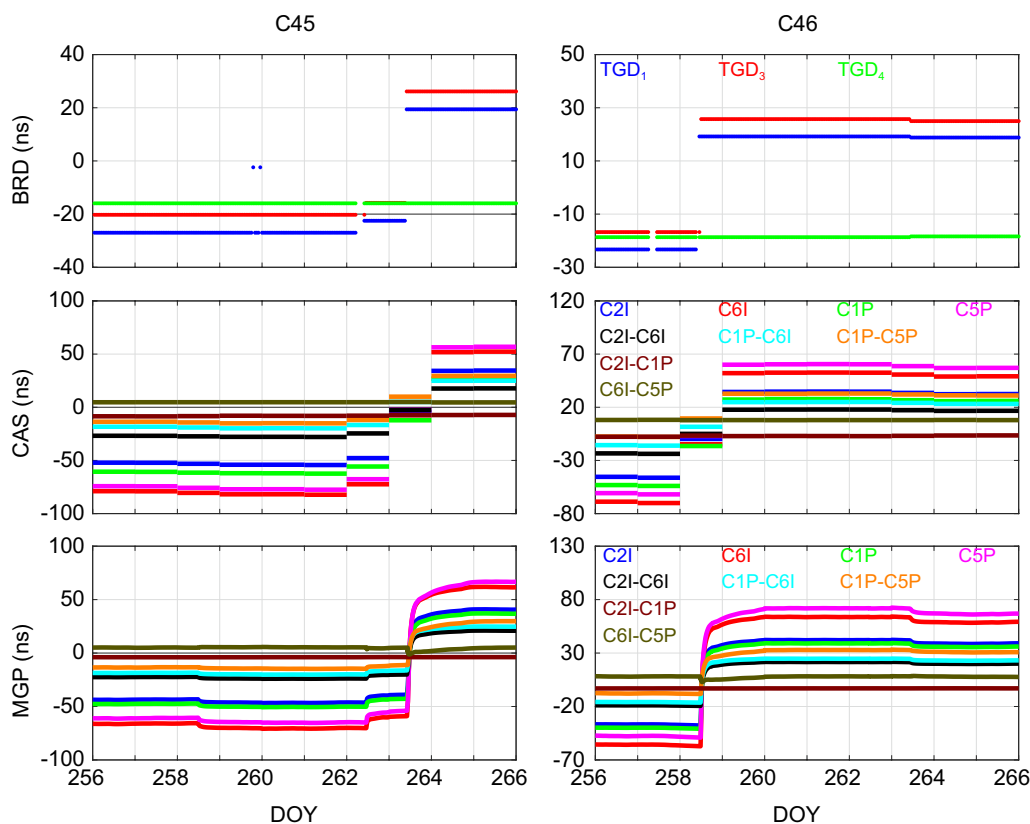 C45
C46
40
20
0
-20
-40
BRD (ns)
50
30
10
-10
-30
TGD₁ TGD₃ TGD₄
100
50
0
-50
-100
CAS (ns)
120
70
20
-30
-80
C2I C6I C1P C5P
C2I-C6I C1P-C6I C1P-C5P
C2I-C1P
C6I-C5P
100
50
0
-50
-100
MGP (ns)
256 258 260 262 264 266
DOY
130
80
30
-20
-70
C2I C6I C1P C5P
C2I-C6I C1P-C6I C1P-C5P
C2I-C1P
C6I-C5P
256 258 260 262 264 266
DOY